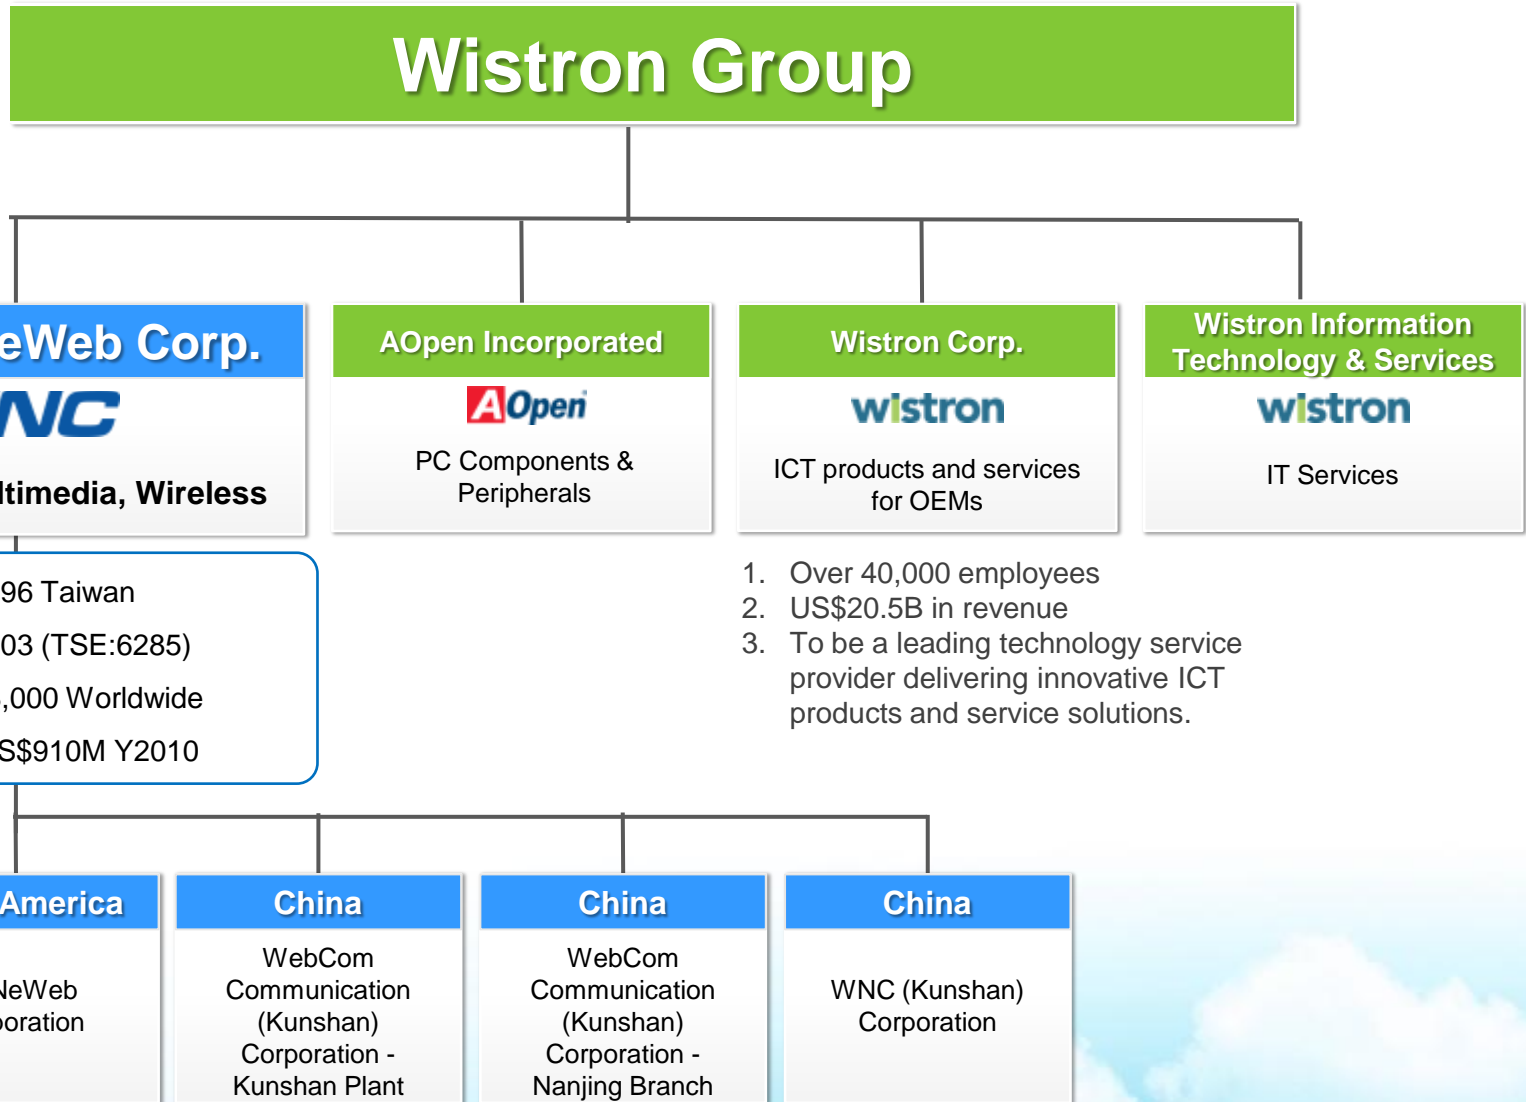 Wistron Group
eWeb Corp.
NC
ltimedia, Wireless
AOpen Incorporated
AOpen
PC Components &
Peripherals
Wistron Corp.
wistron
ICT products and services
for OEMs
Wistron Information
Technology & Services
wistron
IT Services
96 Taiwan
03 (TSE:6285)
,000 Worldwide
S$910M Y2010
1. Over 40,000 employees
2. US$20.5B in revenue
3. To be a leading technology service
provider delivering innovative ICT
products and service solutions.
America
NeWeb
oration
China
WebCom
Communication
(Kunshan)
Corporation -
Kunshan Plant
China
WebCom
Communication
(Kunshan)
Corporation -
Nanjing Branch
China
WNC (Kunshan)
Corporation